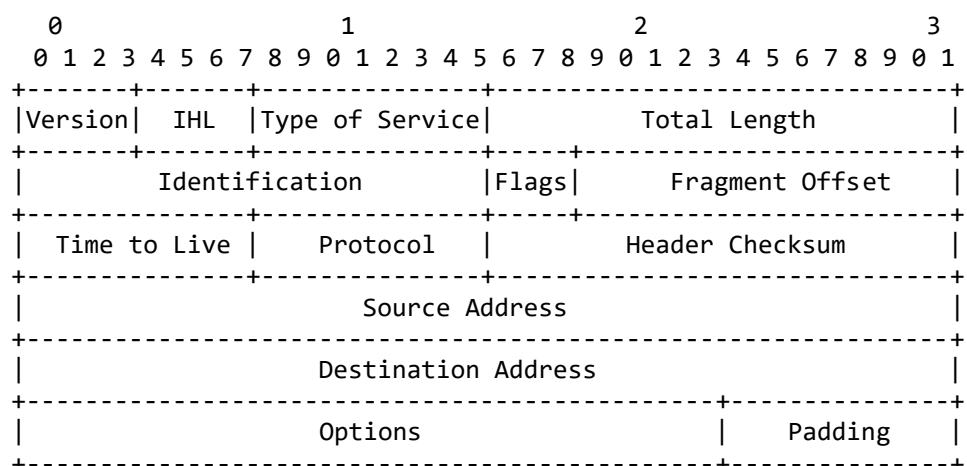 0 1 2 3
0 1 2 3 4 5 6 7 8 9 0 1 2 3 4 5 6 7 8 9 0 1 2 3 4 5 6 7 8 9 0 1
+-------+-------+---------------+-------------------------------+
|Version| IHL |Type of Service| Total Length |
+-------+-------+---------------+-----+-------------------------+
| Identification |Flags| Fragment Offset |
+---------------+---------------+-----+-------------------------+
| Time to Live | Protocol | Header Checksum |
+---------------+---------------+-------------------------------+
| Source Address |
+---------------------------------------------------------------+
| Destination Address |
+-----------------------------------------------+---------------+
| Options | Padding |
+-----------------------------------------------+---------------+